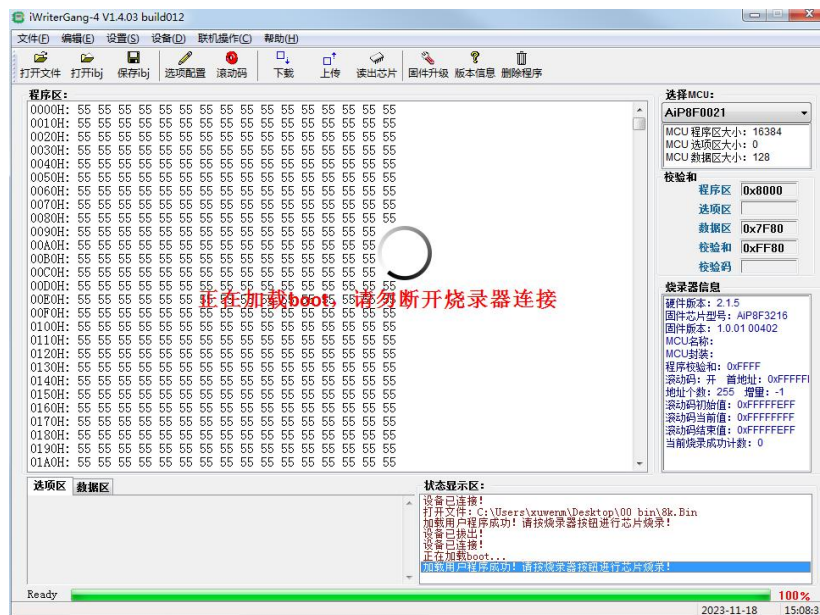 iWriterGang-4 V1.4.03 build012
文件(F) 编辑(E) 设置(S) 设备(D) 联机操作(C) 帮助(H)
打开文件 打开ibj 保存ibj 选项配置 滚动码 下载 上传 读出芯片 固件升级 版本信息 删除程序
程序区:
0000H: 55 55 55 55 55 55 55 55 55 55 55 55 55 55 55 55
0010H: 55 55 55 55 55 55 55 55 55 55 55 55 55 55 55 55
0020H: 55 55 55 55 55 55 55 55 55 55 55 55 55 55 55 55
0030H: 55 55 55 55 55 55 55 55 55 55 55 55 55 55 55 55
0040H: 55 55 55 55 55 55 55 55 55 55 55 55 55 55 55 55
0050H: 55 55 55 55 55 55 55 55 55 55 55 55 55 55 55 55
0060H: 55 55 55 55 55 55 55 55 55 55 55 55 55 55 55 55
0070H: 55 55 55 55 55 55 55 55 55 55 55 55 55 55 55 55
0080H: 55 55 55 55 55 55 55 55 55 55 55 55 55 55 55 55
0090H: 55 55 55 55 55 55 55 55 55 55 55 55 55 55 55
00A0H: 55 55 55 55 55 55 55 55 55 55 55 55 55 55 55
00B0H: 55 55 55 55 55 55 55 55 55 55 55 55 55 55 55
00C0H: 55 55 55 55 55 55 55 55 55 55 55 55 55 55 55
00D0H: 55 55 55 55 55 55 55 55 55 55 55 55 55 55 55 55
00E0H: 55 55 55 55 55 55
正在加载boot，请勿断开烧录器连接
00F0H: 55 55 55 55 55 55
0100H: 55 55 55 55 55 55 55 55 55 55 55 55 55 55 55 55
0110H: 55 55 55 55 55 55 55 55 55 55 55 55 55 55 55 55
0120H: 55 55 55 55 55 55 55 55 55 55 55 55 55 55 55 55
0130H: 55 55 55 55 55 55 55 55 55 55 55 55 55 55 55 55
0140H: 55 55 55 55 55 55 55 55 55 55 55 55 55 55 55 55
0150H: 55 55 55 55 55 55 55 55 55 55 55 55 55 55 55 55
0160H: 55 55 55 55 55 55 55 55 55 55 55 55 55 55 55 55
0170H: 55 55 55 55 55 55 55 55 55 55 55 55 55 55 55 55
0180H: 55 55 55 55 55 55 55 55 55 55 55 55 55 55 55 55
0190H: 55 55 55 55 55 55 55 55 55 55 55 55 55 55 55 55
01A0H: 55 55 55 55 55 55 55 55 55 55 55 55 55 55 55 55
选择MCU:
AiP8F0021
MCU 程序区大小: 16384
MCU 选项区大小: 0
MCU 数据区大小: 128
校验和
程序区 0x8000
选项区
数据区 0x7F80
校验和 0xFF80
校验码
烧录器信息
硬件版本: 2.1.5
固件芯片型号: AiP8F3216
固件版本: 1.0.01 00402
MCU名称:
MCU封装:
程序校验和: 0xFFFF
滚动码: 开 首地址: 0xFFFFF
地址个数: 255 增量: -1
滚动码初始值: 0xFFFFFEFF
滚动码当前值: 0xFFFFFFFF
滚动码结束值: 0xFFFFFEFF
当前烧录成功计数: 0
选项区 数据区
状态显示区:
设备已连接!
打开文件: C:\Users\xuwenm\Desktop\00 bin\8k.Bin
加载用户程序成功! 请按烧录器按钮进行芯片烧录!
设备已拔出!
设备已连接!
正在加载boot...
加载用户程序成功! 请按烧录器按钮进行芯片烧录!
Ready 100%
2023-11-18 15:08:3